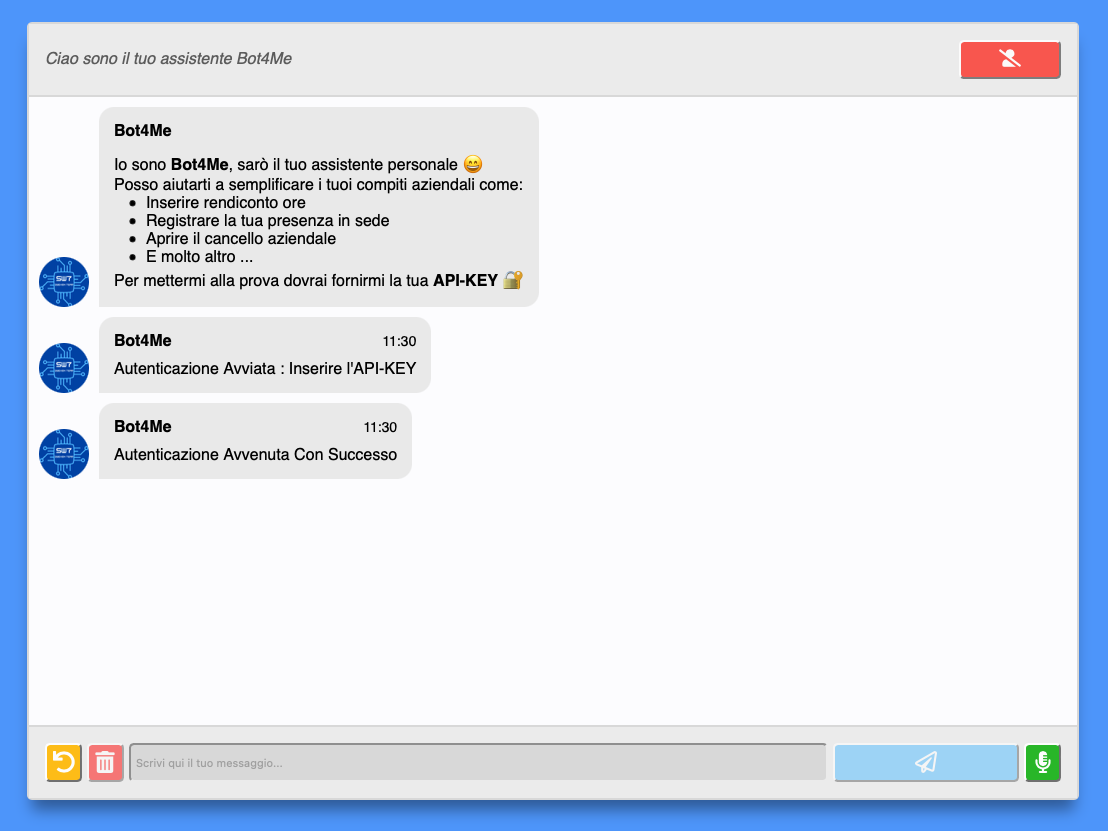 Ciao sono il tuo assistente Bot4Me
Bot4Me
Io sono Bot4Me, sarò il tuo assistente personale 😄
Posso aiutarti a semplificare i tuoi compiti aziendali come:
• Inserire rendiconto ore
• Registrare la tua presenza in sede
• Aprire il cancello aziendale
• E molto altro ...
Per mettermi alla prova dovrai fornirmi la tua API-KEY 🔐
Bot4Me 11:30
Autenticazione Avviata : Inserire l'API-KEY
Bot4Me 11:30
Autenticazione Avvenuta Con Successo
Scrivi qui il tuo messaggio...